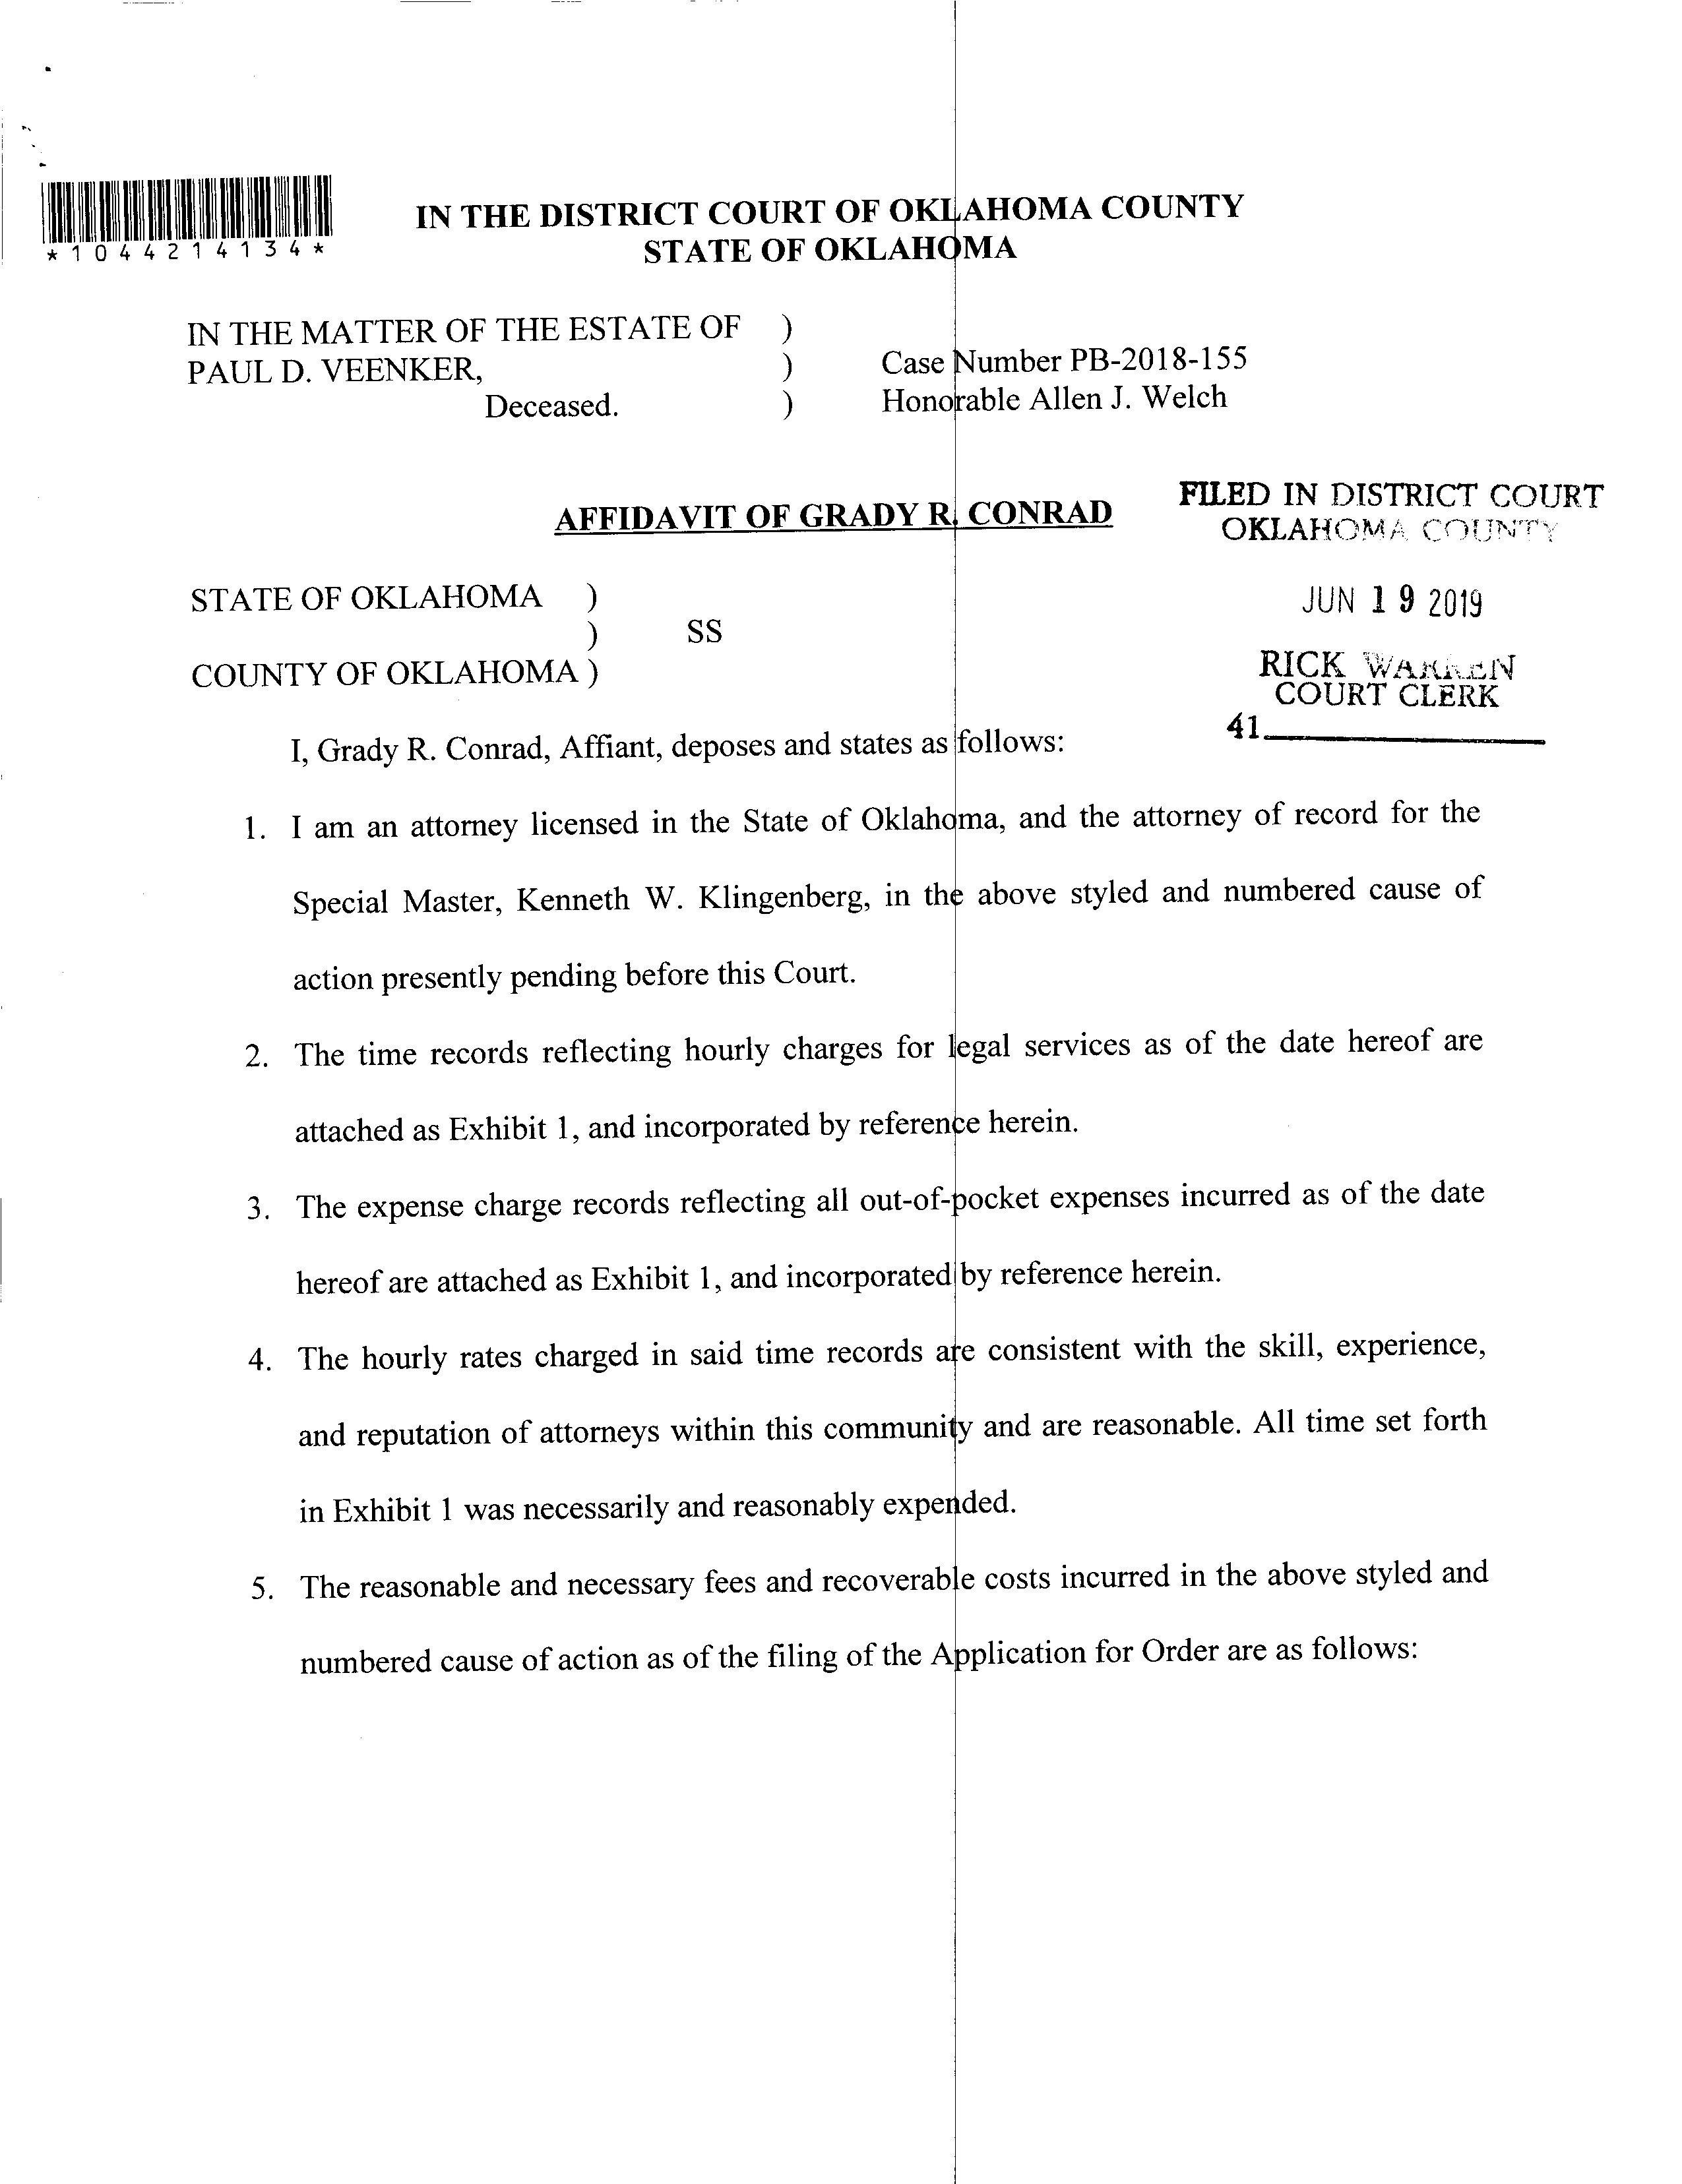 *1044214134*
IN THE DISTRICT COURT OF OKLAHOMA COUNTY
STATE OF OKLAHOMA
IN THE MATTER OF THE ESTATE OF )
PAUL D. VEENKER, ) Case Number PB-2018-155
Deceased. ) Honorable Allen J. Welch
AFFIDAVIT OF GRADY R. CONRAD
FILED IN DISTRICT COURT
OKLAHOMA COUNTY
JUN 19 2019
RICK WARREN
COURT CLERK
41
STATE OF OKLAHOMA )
) SS
COUNTY OF OKLAHOMA )
I, Grady R. Conrad, Affiant, deposes and states as follows:
1. I am an attorney licensed in the State of Oklahoma, and the attorney of record for the
Special Master, Kenneth W. Klingenberg, in the above styled and numbered cause of
action presently pending before this Court.
2. The time records reflecting hourly charges for legal services as of the date hereof are
attached as Exhibit 1, and incorporated by reference herein.
3. The expense charge records reflecting all out-of-pocket expenses incurred as of the date
hereof are attached as Exhibit 1, and incorporated by reference herein.
4. The hourly rates charged in said time records are consistent with the skill, experience,
and reputation of attorneys within this community and are reasonable. All time set forth
in Exhibit 1 was necessarily and reasonably expended.
5. The reasonable and necessary fees and recoverable costs incurred in the above styled and
numbered cause of action as of the filing of the Application for Order are as follows: